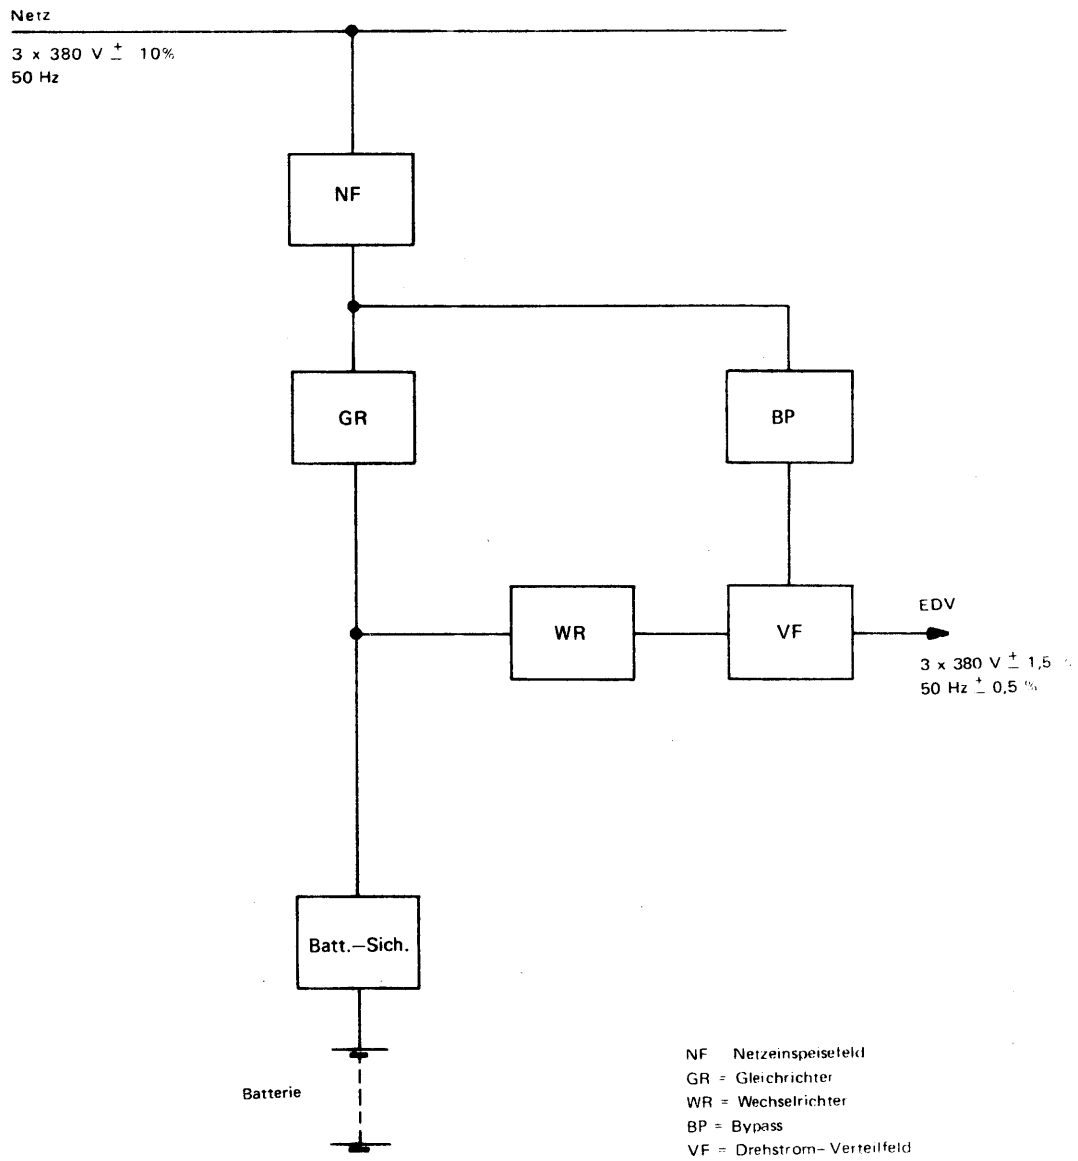 Netz
3 x 380 V ± 10%
50 Hz
NF
GR
BP
WR
VF
EDV
3 x 380 V ± 1,5 %
50 Hz ± 0,5 %
Batt.–Sich.
Batterie
NF Netzeinspeisefeld
GR = Gleichrichter
WR = Wechselrichter
BP = Bypass
VF = Drehstrom-Verteilfeld